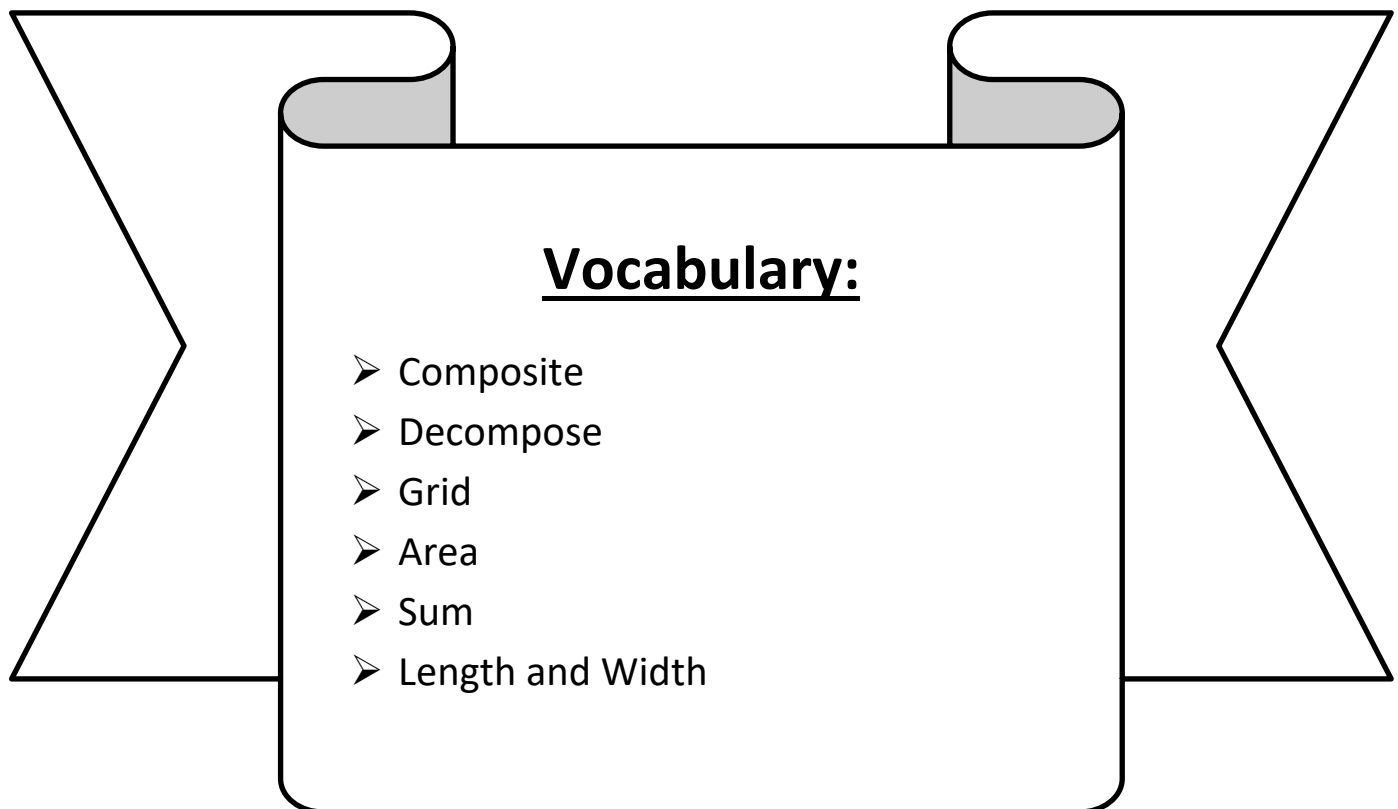 Vocabulary:
➢ Composite
➢ Decompose
➢ Grid
➢ Area
➢ Sum
➢ Length and Width